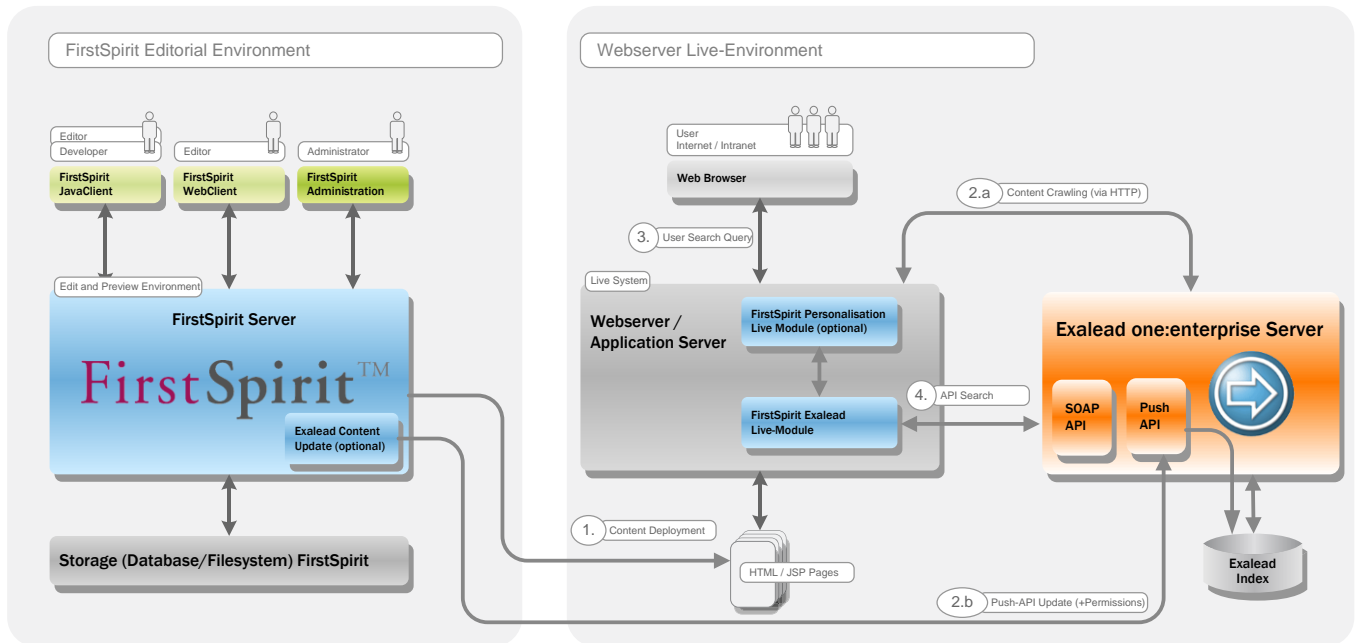 FirstSpirit Editorial Environment
Editor
Developer
FirstSpirit
JavaClient
Editor
FirstSpirit
WebClient
Administrator
FirstSpirit
Administration
Edit and Preview Environment
FirstSpirit Server
FirstSpirit™
Exalead Content
Update (optional)
Storage (Database/Filesystem) FirstSpirit
Webserver Live-Environment
User
Internet / Intranet
Web Browser
2.a
Content Crawling (via HTTP)
3.
User Search Query
Live System
Webserver /
Application Server
FirstSpirit Personalisation
Live Module (optional)
FirstSpirit Exalead
Live-Module
4.
API Search
Exalead one:enterprise Server
SOAP
API
Push
API
1.
Content Deployment
HTML / JSP Pages
Exalead
Index
2.b
Push-API Update (+Permissions)